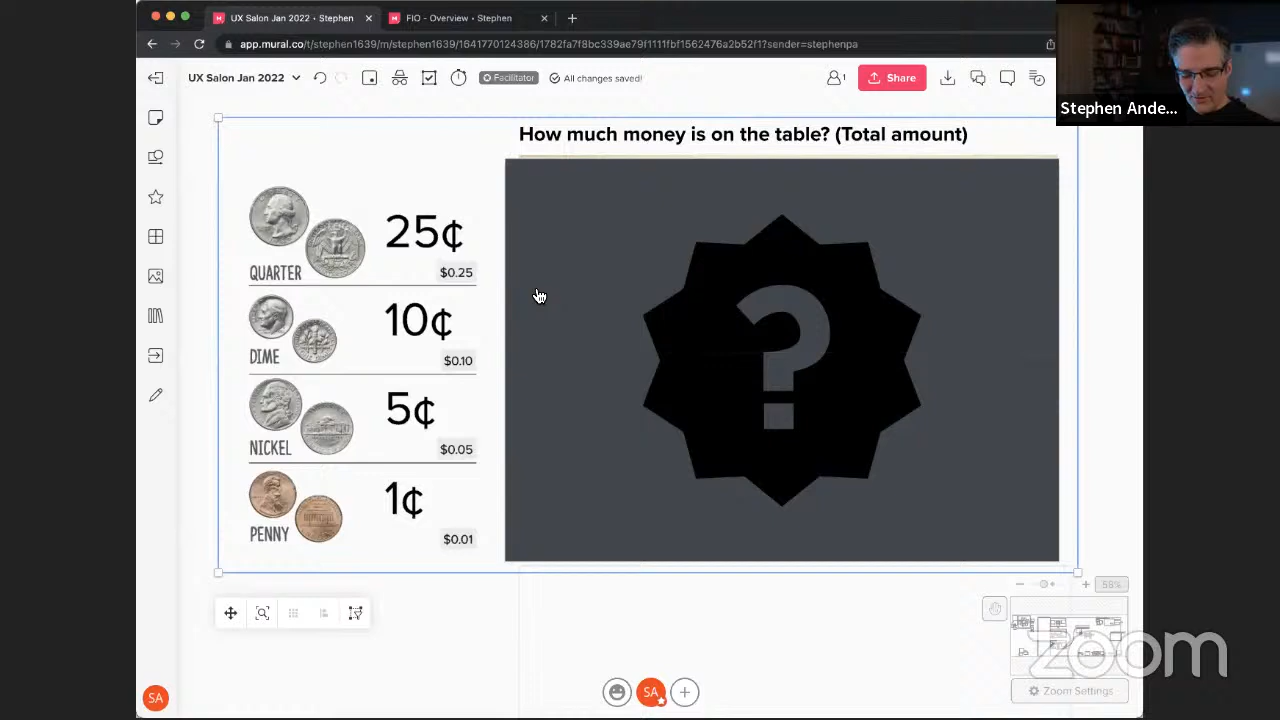 UX Salon Jan 2022 • Stephen
FIO - Overview • Stephen
app.mural.co/t/stephen1639/m/stephen1639/1641770124386/1782fa7f8bc339ae79f1111fbf1562476a2b52f1?sender=stephenpa
UX Salon Jan 2022
Facilitator
All changes saved!
1
Share
Stephen Ande...
How much money is on the table? (Total amount)
25¢
QUARTER
$0.25
10¢
DIME
$0.10
5¢
NICKEL
$0.05
1¢
PENNY
$0.01
?
58%
zoom
Zoom Settings
SA
SA